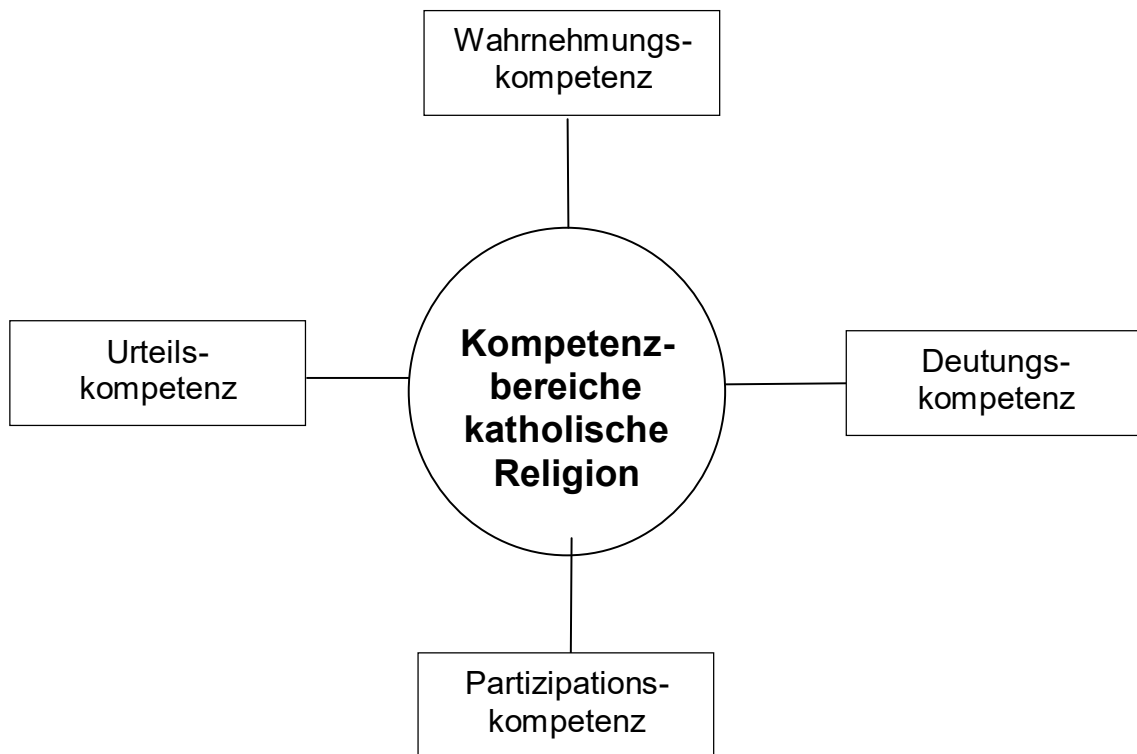 Wahrnehmungs-
kompetenz
Urteils-
kompetenz
Kompetenz-
bereiche
katholische
Religion
Deutungs-
kompetenz
Partizipations-
kompetenz